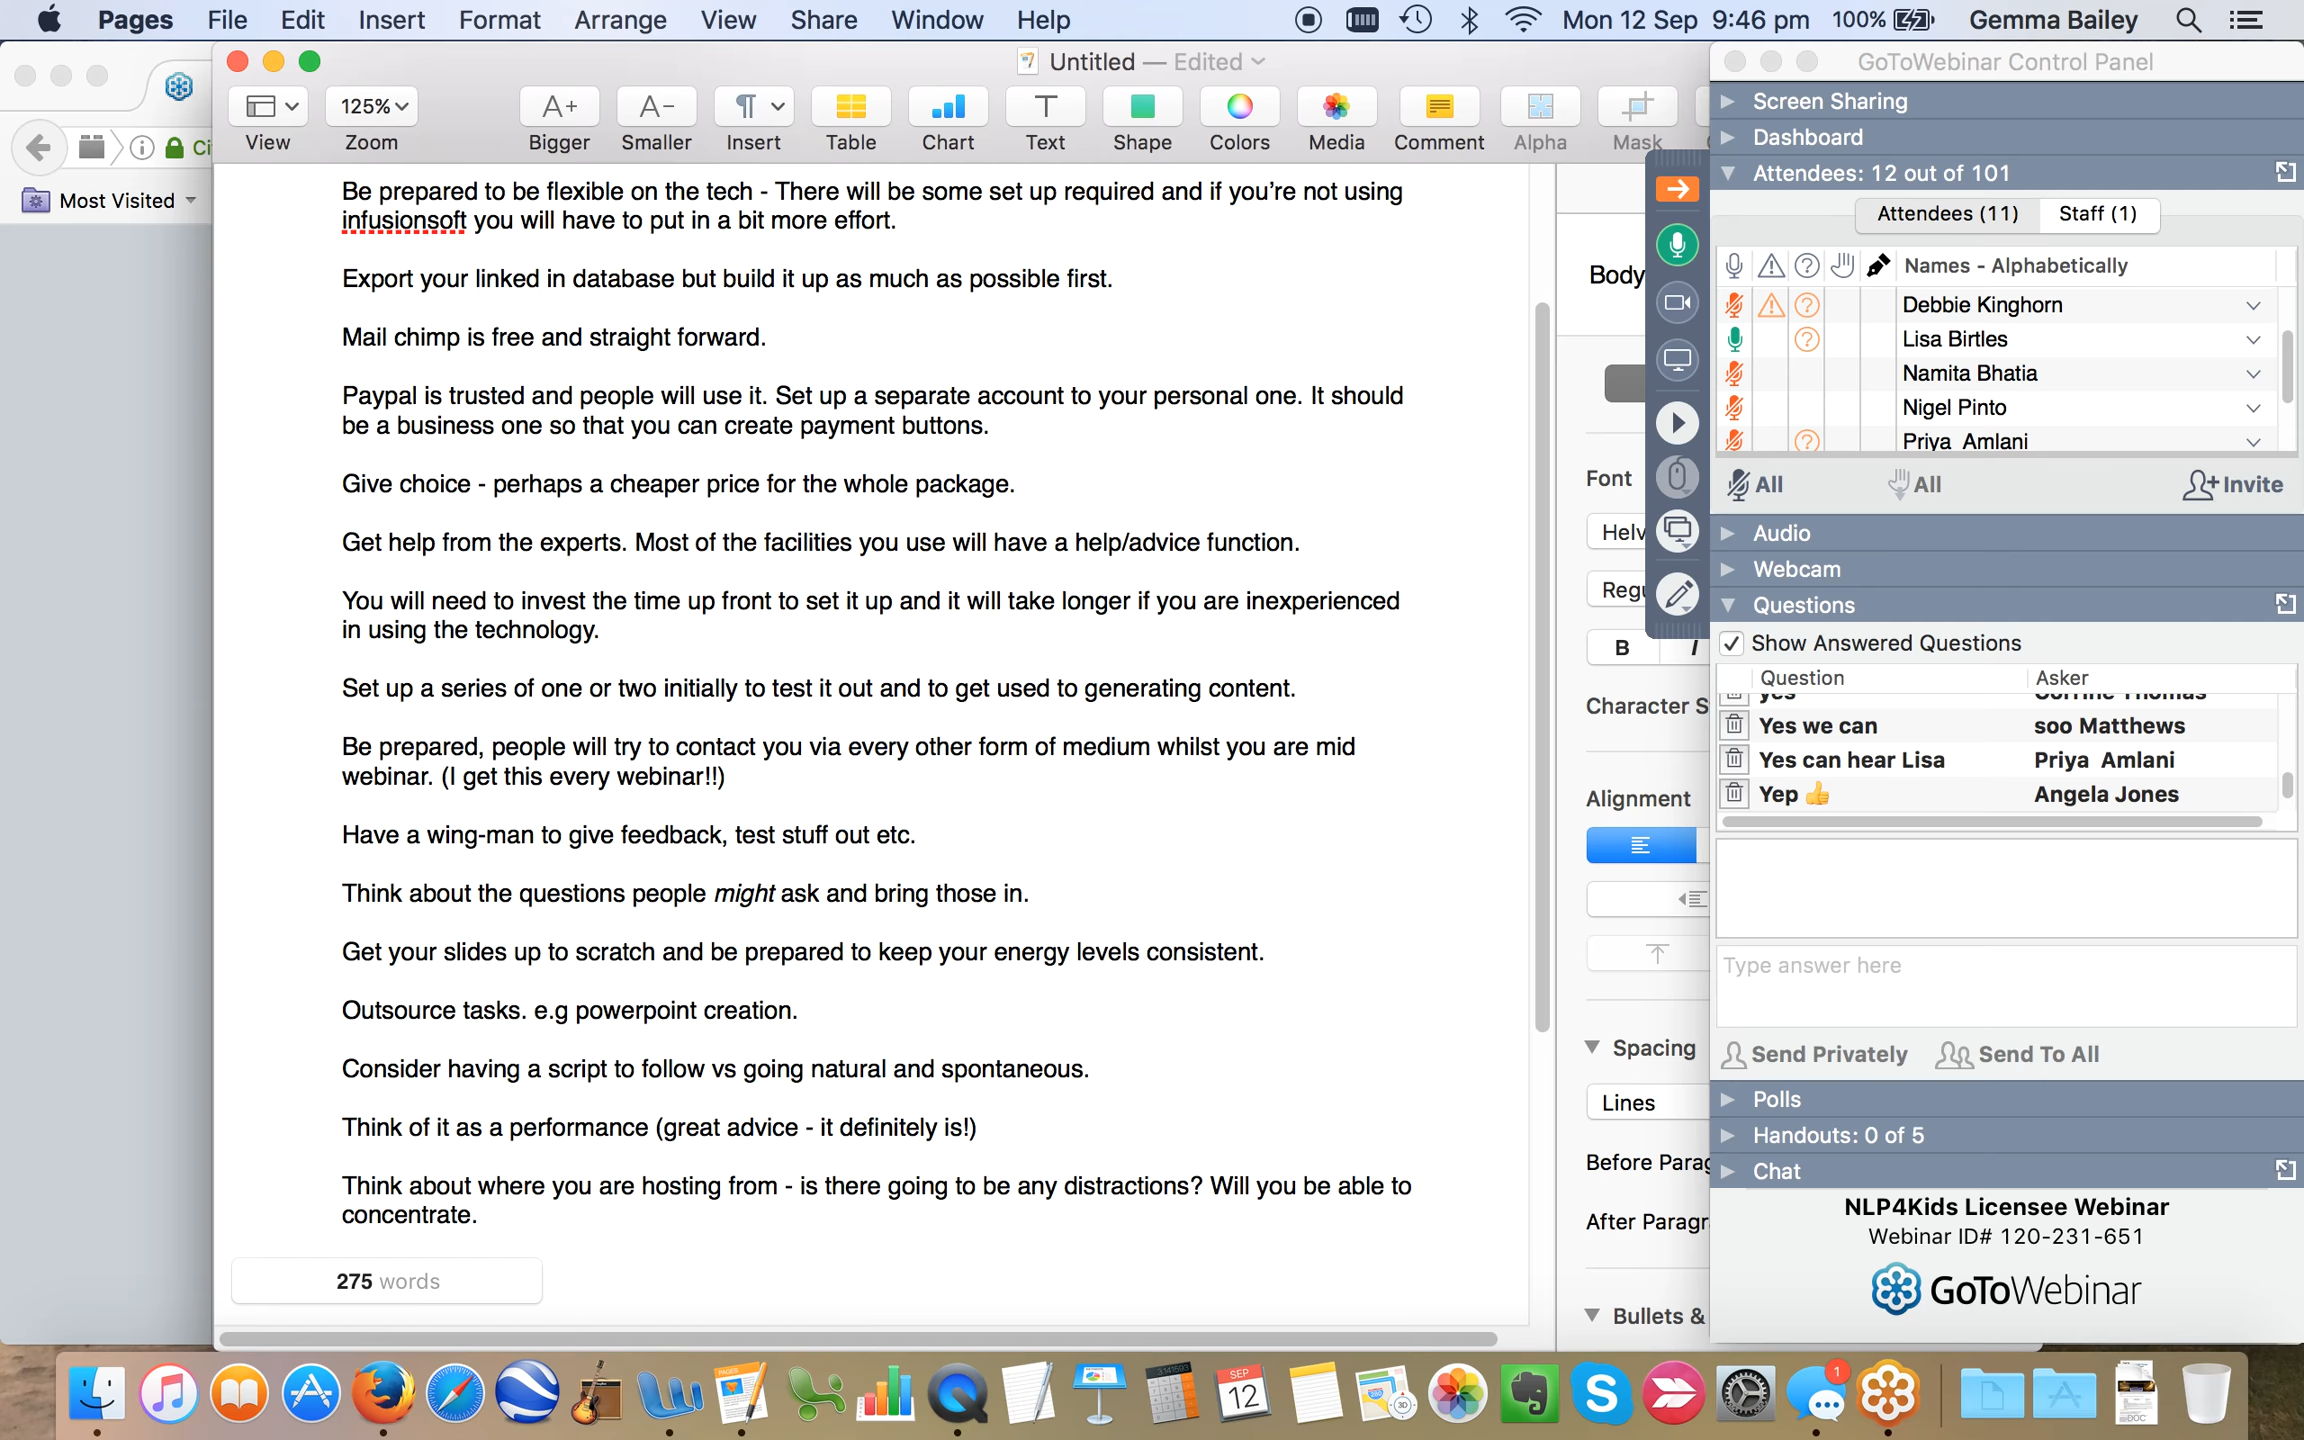 Pages File Edit Insert Format Arrange View Share Window Help
Mon 12 Sep 9:46 pm 100% Gemma Bailey
Untitled — Edited
125%
View Zoom Bigger Smaller Insert Table Chart Text Shape Colors Media Comment Alpha Mask
Most Visited
Be prepared to be flexible on the tech - There will be some set up required and if you’re not using
infusionsoft you will have to put in a bit more effort.
Export your linked in database but build it up as much as possible first.
Mail chimp is free and straight forward.
Paypal is trusted and people will use it. Set up a separate account to your personal one. It should
be a business one so that you can create payment buttons.
Give choice - perhaps a cheaper price for the whole package.
Get help from the experts. Most of the facilities you use will have a help/advice function.
You will need to invest the time up front to set it up and it will take longer if you are inexperienced
in using the technology.
Set up a series of one or two initially to test it out and to get used to generating content.
Be prepared, people will try to contact you via every other form of medium whilst you are mid
webinar. (I get this every webinar!!)
Have a wing-man to give feedback, test stuff out etc.
Think about the questions people might ask and bring those in.
Get your slides up to scratch and be prepared to keep your energy levels consistent.
Outsource tasks. e.g powerpoint creation.
Consider having a script to follow vs going natural and spontaneous.
Think of it as a performance (great advice - it definitely is!)
Think about where you are hosting from - is there going to be any distractions? Will you be able to
concentrate.
275 words
Body
Font
Helv
Regu
B I
Character S
Alignment
Spacing
Lines
Before Parag
After Paragr
Bullets &
GoToWebinar Control Panel
Screen Sharing
Dashboard
Attendees: 12 out of 101
Attendees (11) Staff (1)
Names - Alphabetically
Debbie Kinghorn
Lisa Birtles
Namita Bhatia
Nigel Pinto
Priya Amlani
All All Invite
Audio
Webcam
Questions
Show Answered Questions
Question Asker
yes Corrine Thomas
Yes we can soo Matthews
Yes can hear Lisa Priya Amlani
Yep 👍 Angela Jones
Type answer here
Send Privately Send To All
Polls
Handouts: 0 of 5
Chat
NLP4Kids Licensee Webinar
Webinar ID# 120-231-651
GoToWebinar
SEP
12
1